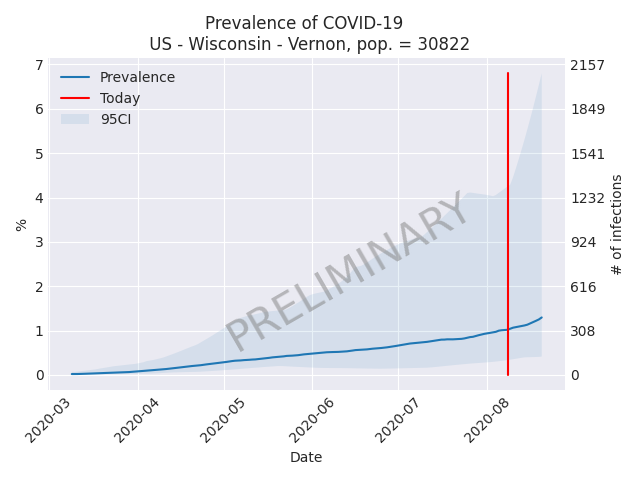 Prevalence of COVID-19
US - Wisconsin - Vernon, pop. = 30822
Prevalence
Today
95CI
7
6
5
4
3
2
1
0
%
2157
1849
1541
1232
924
616
308
0
# of infections
PRELIMINARY
2020-03
2020-04
2020-05
2020-06
2020-07
2020-08
Date